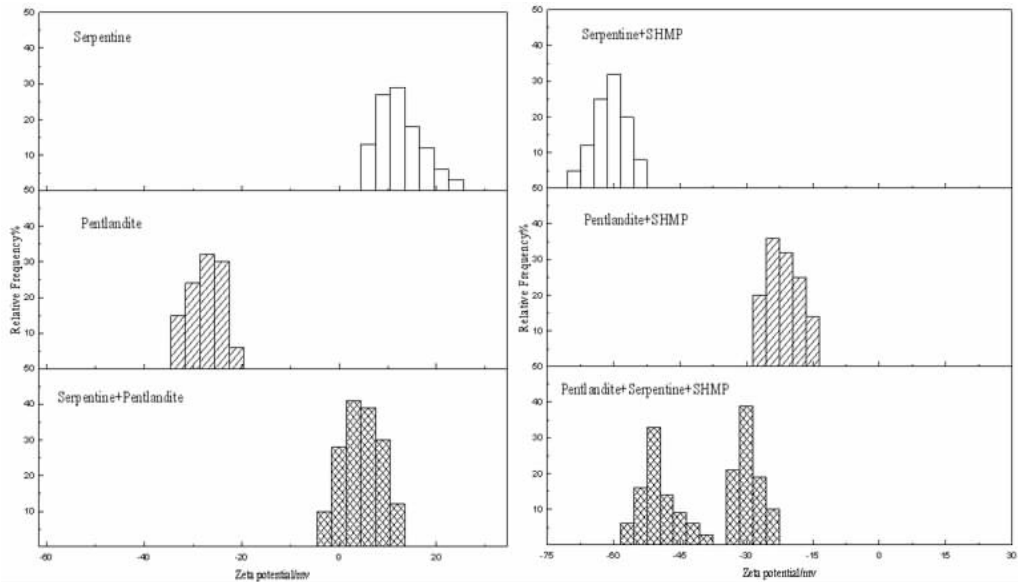 50
40
30
20
10
Serpentine
50
40
30
20
10
Pentlandite
50
40
30
20
10
Serpentine+Pentlandite
-60 -40 -20 0 20
Zeta potential/mv
Relative Frequency%
50
40
30
20
10
Serpentine+SHMP
50
40
30
20
10
Pentlandite+SHMP
50
40
30
20
10
Pentlandite+Serpentine+SHMP
-75 -60 -45 -30 -15 0 15 30
Zeta potential/mv
Relative Frequency%